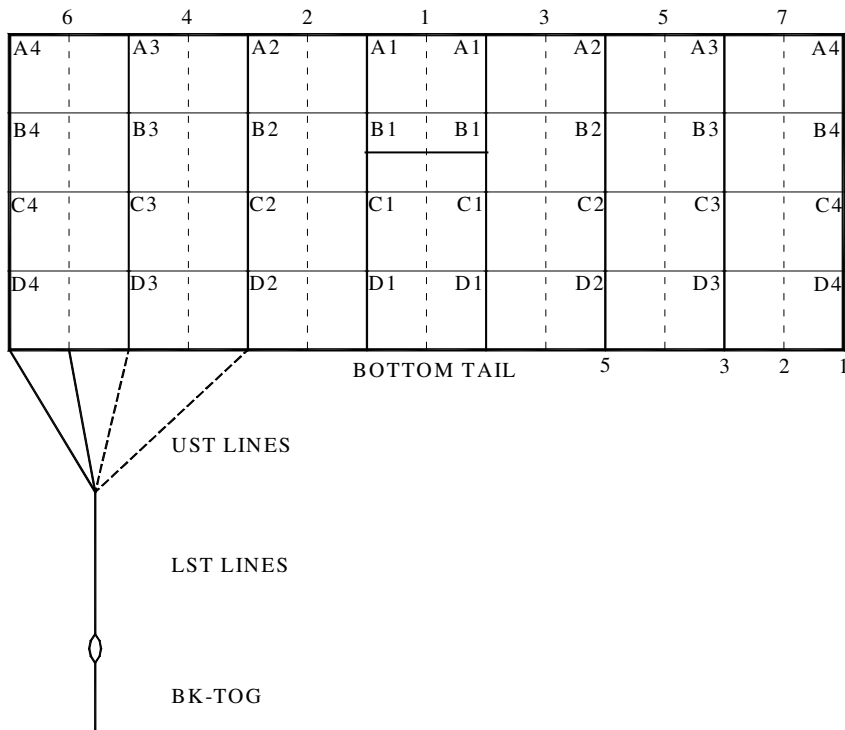 6 4 2 1 3 5 7
A4 A3 A2 A1 A1 A2 A3 A4
B4 B3 B2 B1 B1 B2 B3 B4
C4 C3 C2 C1 C1 C2 C3 C4
D4 D3 D2 D1 D1 D2 D3 D4
BOTTOM TAIL 5 3 2 1
UST LINES
LST LINES
BK-TOG